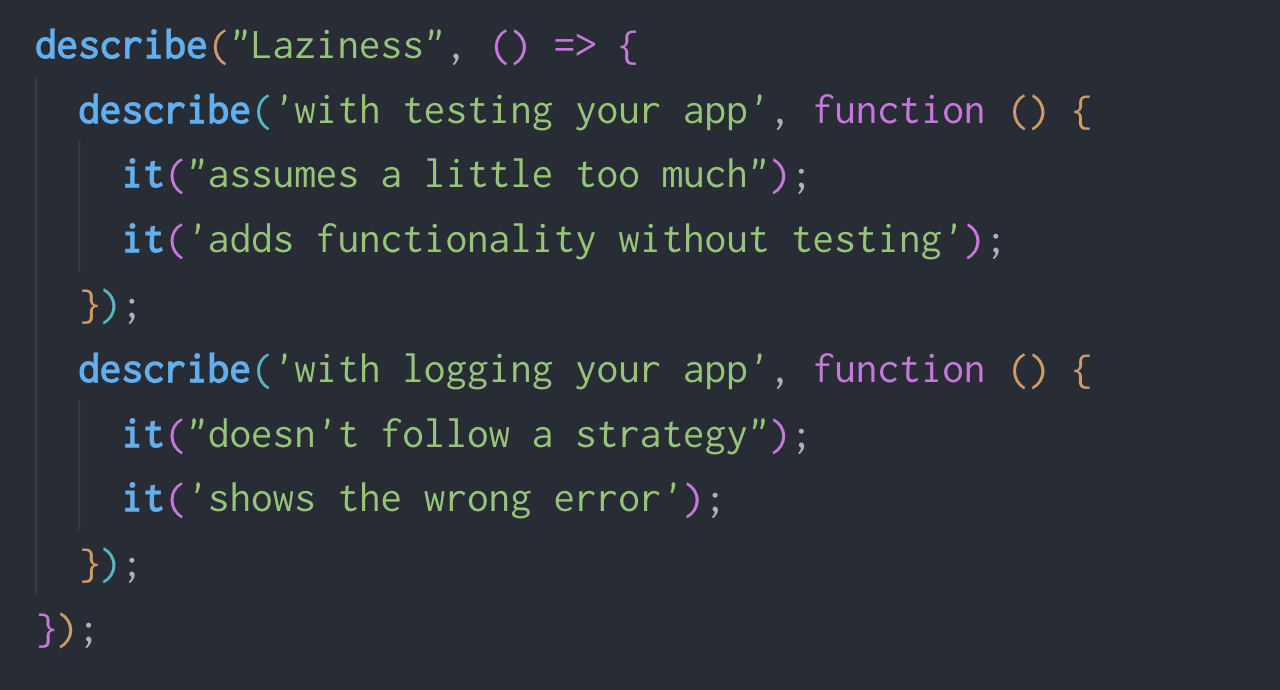 describe("Laziness", () => {
  describe('with testing your app', function () {
    it("assumes a little too much");
    it('adds functionality without testing');
  });
  describe('with logging your app', function () {
    it("doesn't follow a strategy");
    it('shows the wrong error');
  });
});